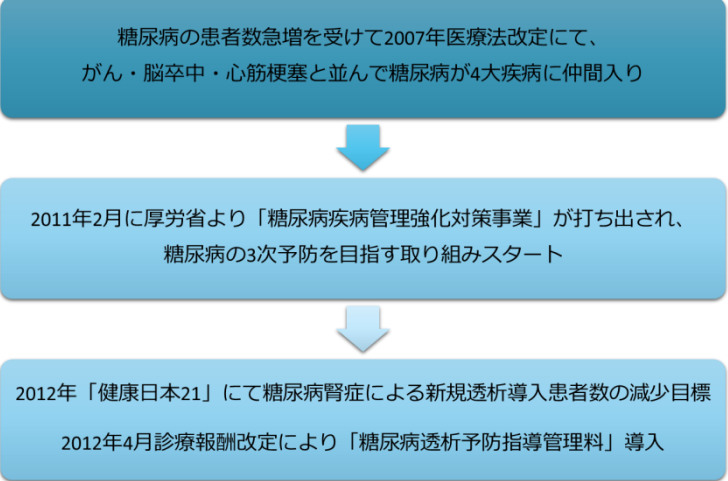 糖尿病の患者数急増を受けて2007年医療法改定にて、
がん・脳卒中・心筋梗塞と並んで糖尿病が4大疾病に仲間入り
2011年2月に厚労省より「糖尿病疾病管理強化対策事業」が打ち出され、
糖尿病の3次予防を目指す取り組みスタート
2012年「健康日本21」にて糖尿病腎症による新規透析導入患者数の減少目標
2012年4月診療報酬改定により「糖尿病透析予防指導管理料」導入